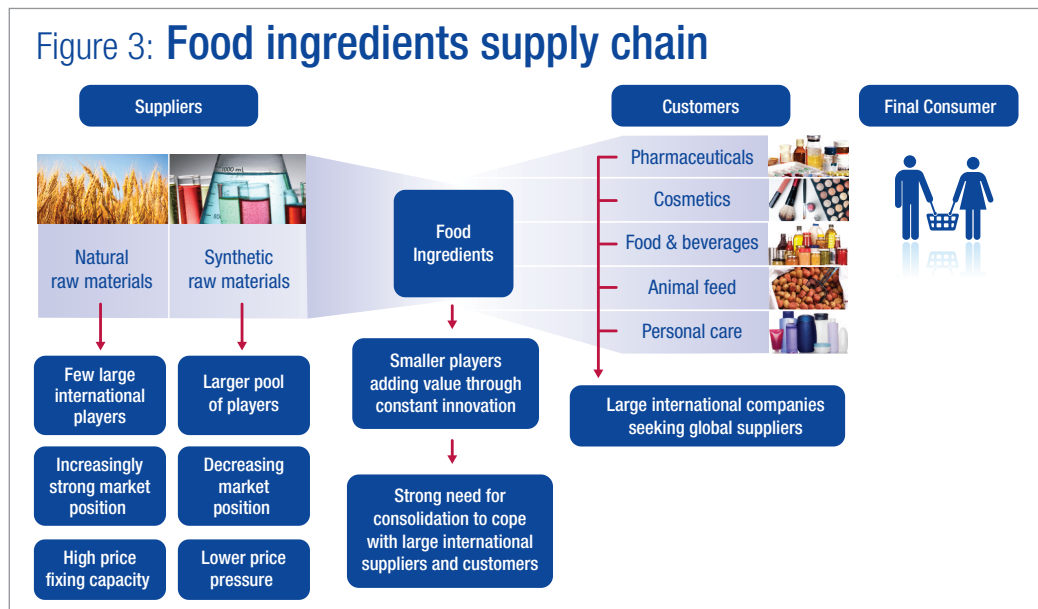 Figure 3: Food ingredients supply chain
Suppliers
Customers
Final Consumer
Natural
raw materials
Synthetic
raw materials
Food
Ingredients
Pharmaceuticals
Cosmetics
Food & beverages
Animal feed
Personal care
Few large
international
players
Larger pool
of players
Smaller players
adding value through
constant innovation
Large international companies
seeking global suppliers
Increasingly
strong market
position
Decreasing
market
position
Strong need for
consolidation to cope
with large international
suppliers and customers
High price
fixing capacity
Lower price
pressure